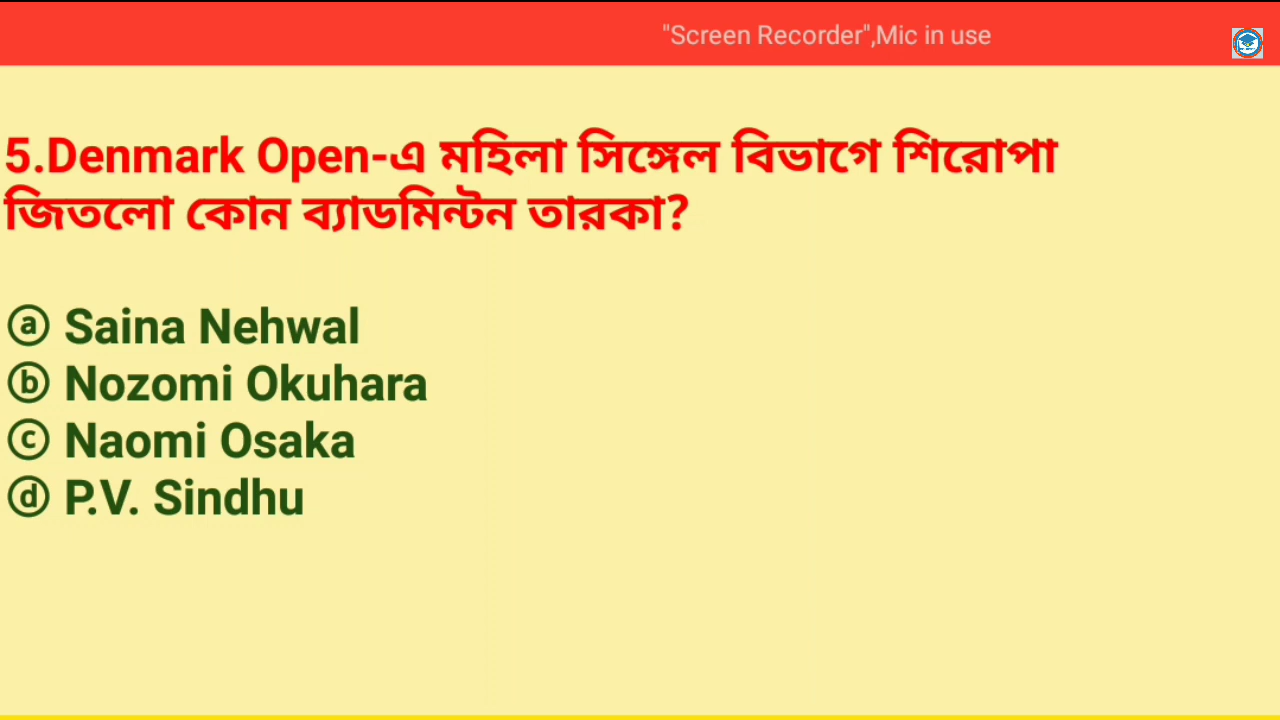 "Screen Recorder",Mic in use
5.Denmark Open-এ মহিলা সিঙ্গেল বিভাগে শিরোপা
জিতলো কোন ব্যাডমিন্টন তারকা?
ⓐ Saina Nehwal
ⓑ Nozomi Okuhara
ⓒ Naomi Osaka
ⓓ P.V. Sindhu